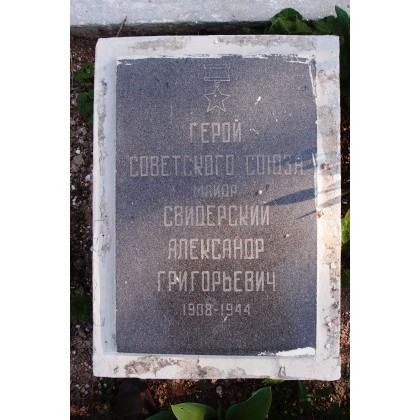 ГЕРОЙ
СОВЕТСКОГО СОЮЗА
МАЙОР
СВИДЕРСКИЙ
АЛЕКСАНДР
ГРИГОРЬЕВИЧ
1908-1944